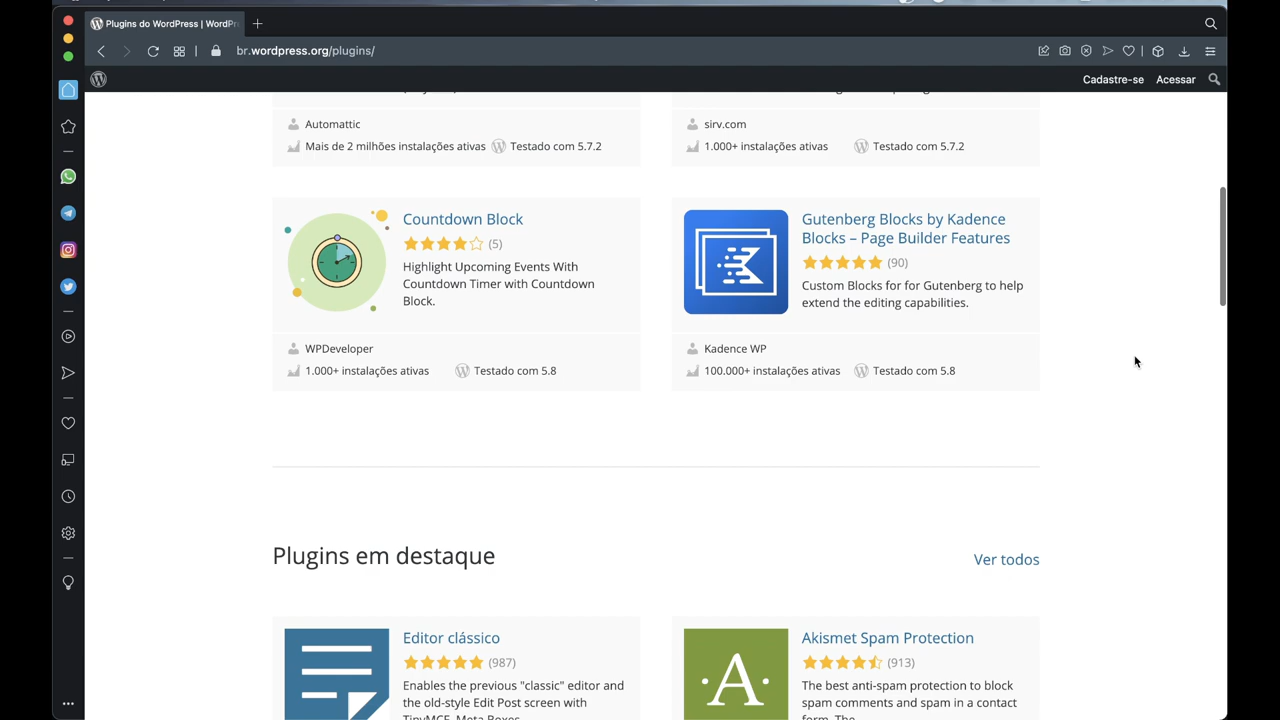 Plugins do WordPress | WordPr
br.wordpress.org/plugins/
Cadastre-se Acessar
Automattic
Mais de 2 milhões instalações ativas Testado com 5.7.2
sirv.com
1.000+ instalações ativas Testado com 5.7.2
Countdown Block
(5)
Highlight Upcoming Events With
Countdown Timer with Countdown
Block.
WPDeveloper
1.000+ instalações ativas Testado com 5.8
Gutenberg Blocks by Kadence
Blocks – Page Builder Features
(90)
Custom Blocks for for Gutenberg to help
extend the editing capabilities.
Kadence WP
100.000+ instalações ativas Testado com 5.8
Plugins em destaque
Ver todos
Editor clássico
(987)
Enables the previous "classic" editor and
the old-style Edit Post screen with
TinyMCE, Meta Boxes
Akismet Spam Protection
(913)
A
The best anti-spam protection to block
spam comments and spam in a contact
form. The